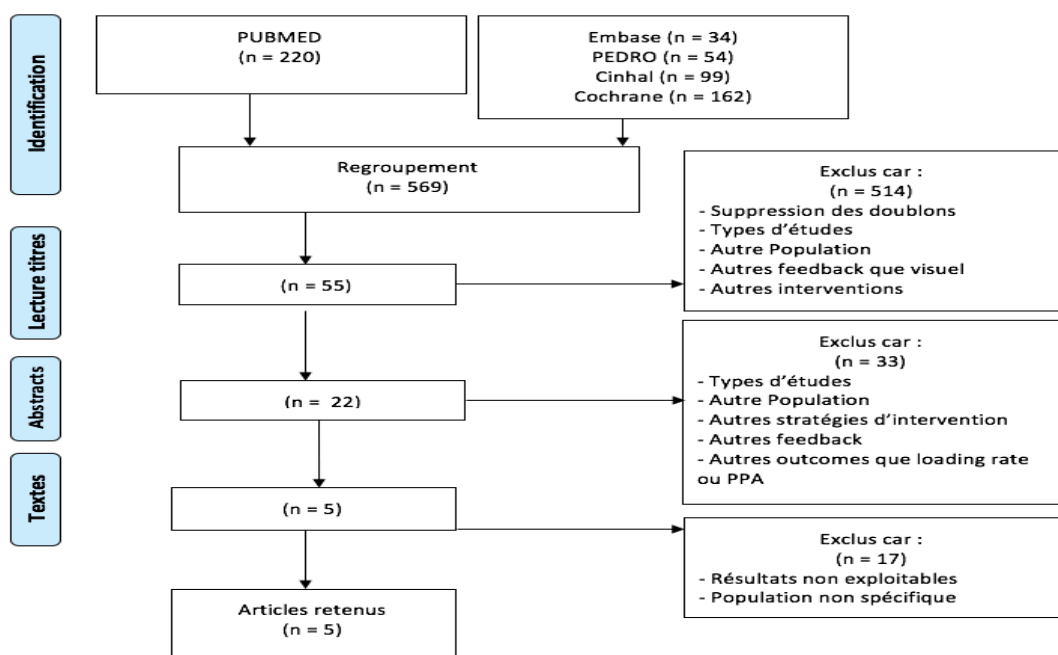 Identification
PUBMED
(n = 220)
Embase (n = 34)
PEDRO (n = 54)
Cinhal (n = 99)
Cochrane (n = 162)
Regroupement
(n = 569)
Exclus car :
(n = 514)
- Suppression des doublons
- Types d'études
- Autre Population
- Autres feedback que visuel
- Autres interventions
Lecture titres
(n = 55)
Exclus car :
(n = 33)
- Types d'études
- Autre Population
- Autres stratégies d'intervention
- Autres feedback
- Autres outcomes que loading rate
ou PPA
Abstracts
(n = 22)
Textes
(n = 5)
Exclus car :
(n = 17)
- Résultats non exploitables
- Population non spécifique
Articles retenus
(n = 5)